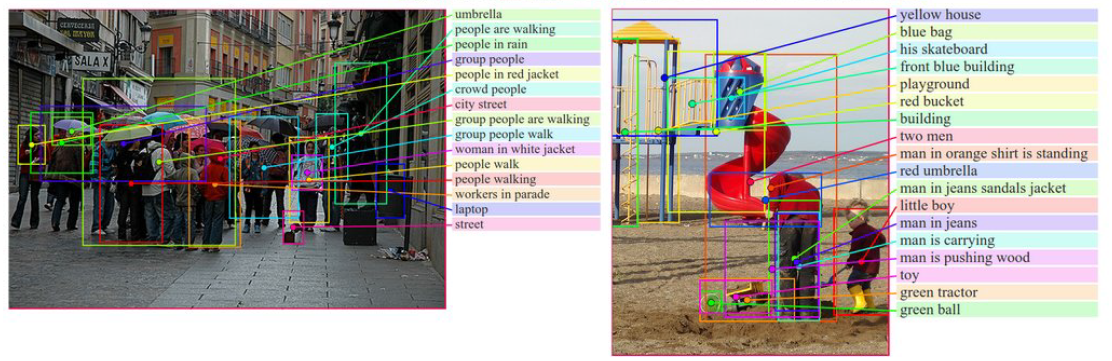 CERVECERIA
SALA X
umbrella
people are walking
people in rain
group people
people in red jacket
crowd people
city street
group people are walking
group people walk
woman in white jacket
people walk
people walking
workers in parade
laptop
street
yellow house
blue bag
his skateboard
front blue building
playground
red bucket
building
two men
man in orange shirt is standing
red umbrella
man in jeans sandals jacket
little boy
man in jeans
man is carrying
man is pushing wood
toy
green tractor
green ball